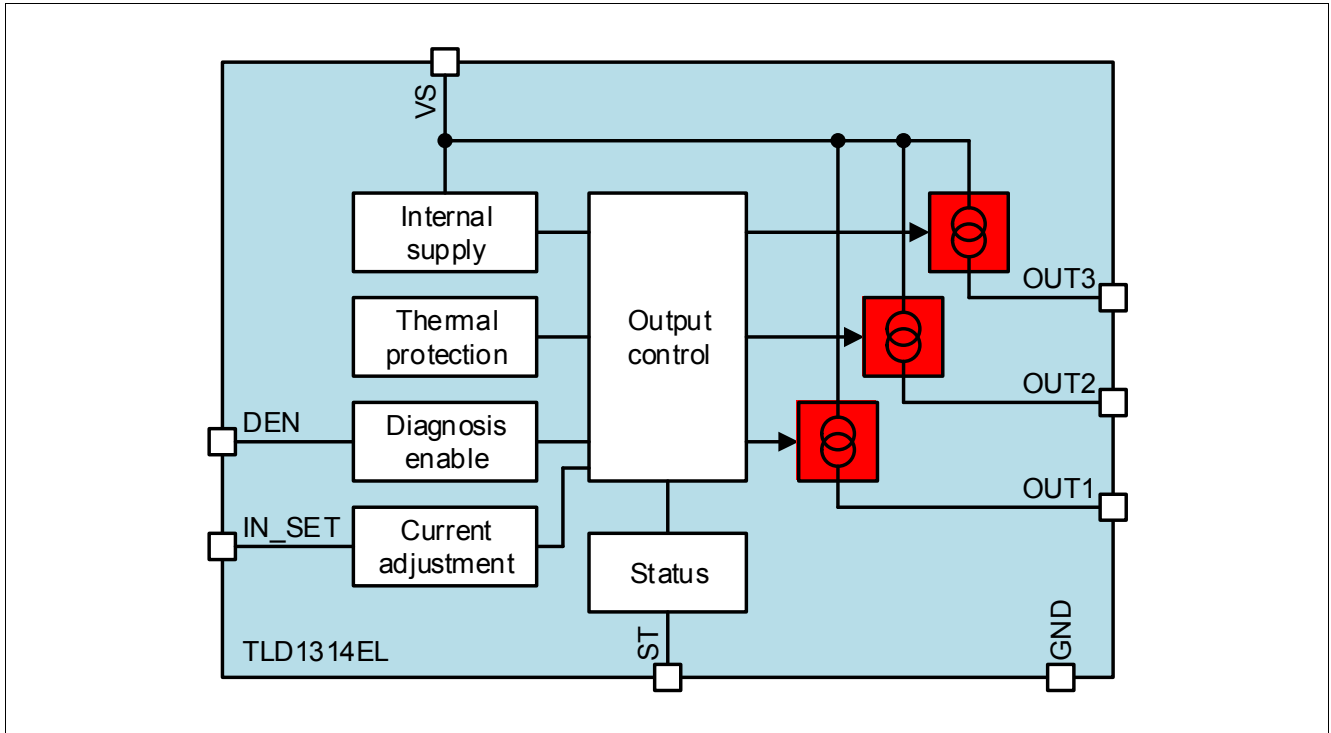 VS
Internal
supply
Thermal
protection
Output
control
OUT3
OUT2
DEN
Diagnosis
enable
OUT1
IN_SET
Current
adjustment
Status
TLD1314EL
ST
GND